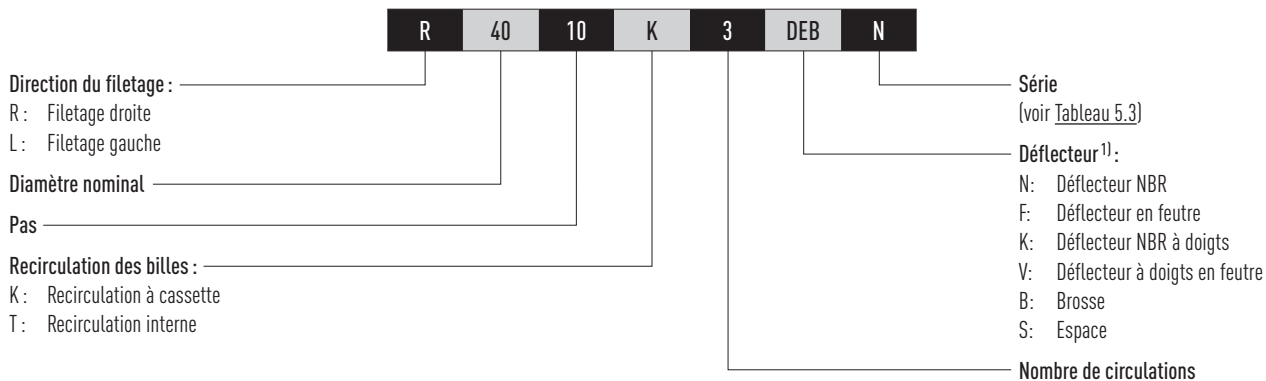 R 40 10 K 3 DEB N
Direction du filetage :
R : Filetage droite
L : Filetage gauche
Diamètre nominal
Pas
Recirculation des billes :
K : Recirculation à cassette
T : Recirculation interne
Série
(voir Tableau 5.3)
Déflecteur 1) :
N: Déflecteur NBR
F: Déflecteur en feutre
K: Déflecteur NBR à doigts
V: Déflecteur à doigts en feutre
B: Brosse
S: Espace
Nombre de circulations